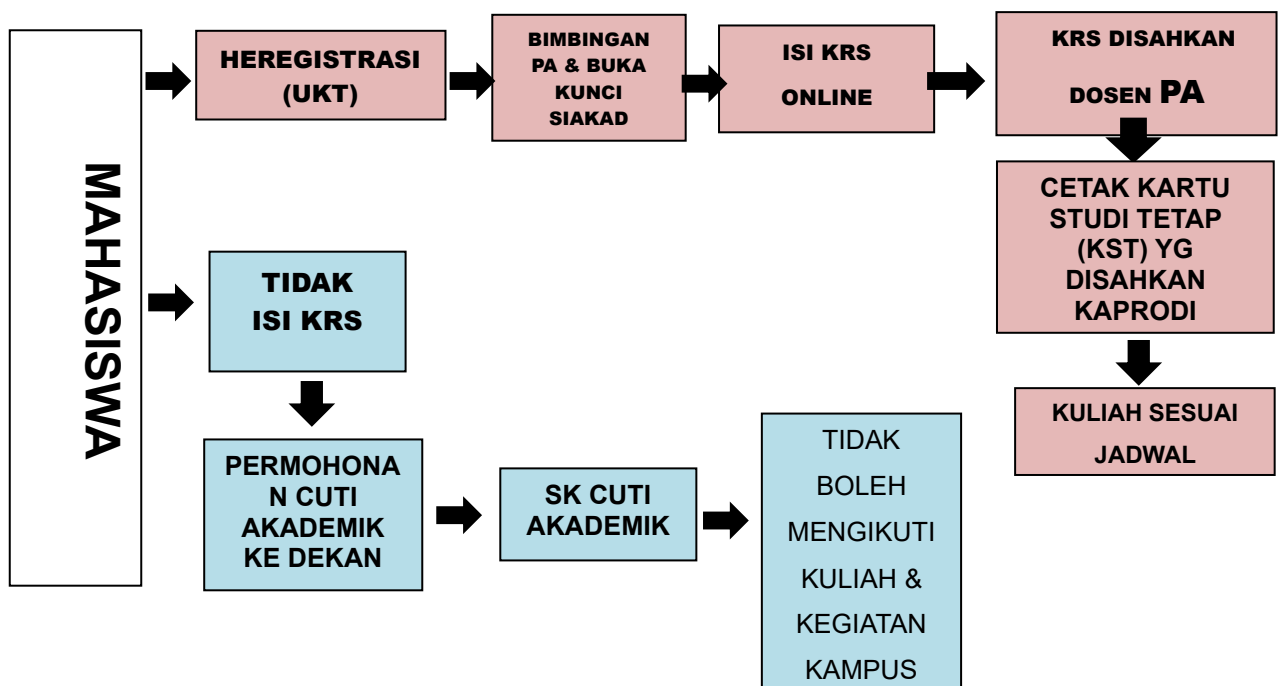 MAHASISWA
HEREGISTRASI
(UKT)
BIMBINGAN
PA & BUKA
KUNCI
SIAKAD
ISI KRS
ONLINE
KRS DISAHKAN
DOSEN PA
CETAK KARTU
STUDI TETAP
(KST) YG
DISAHKAN
KAPRODI
KULIAH SESUAI
JADWAL
TIDAK
ISI KRS
PERMOHONA
N CUTI
AKADEMIK
KE DEKAN
SK CUTI
AKADEMIK
TIDAK
BOLEH
MENGIKUTI
KULIAH &
KEGIATAN
KAMPUS